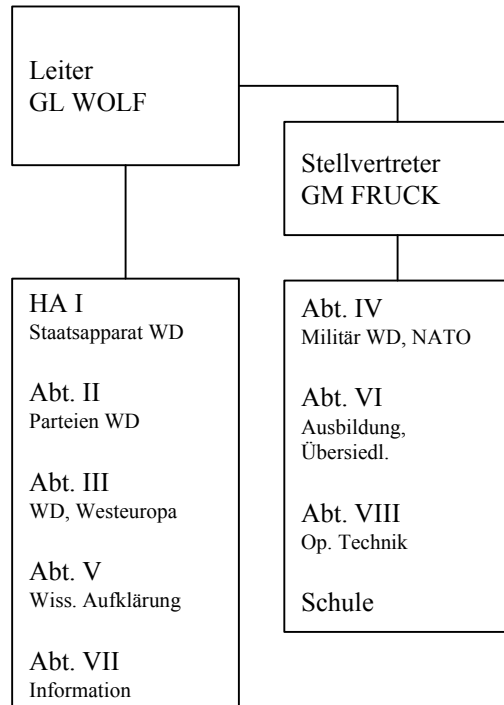 Leiter
GL WOLF
Stellvertreter
GM FRUCK
HA I
Staatsapparat WD
Abt. II
Parteien WD
Abt. III
WD, Westeuropa
Abt. V
Wiss. Aufklärung
Abt. VII
Information
Abt. IV
Militär WD, NATO
Abt. VI
Ausbildung,
Übersiedl.
Abt. VIII
Op. Technik
Schule